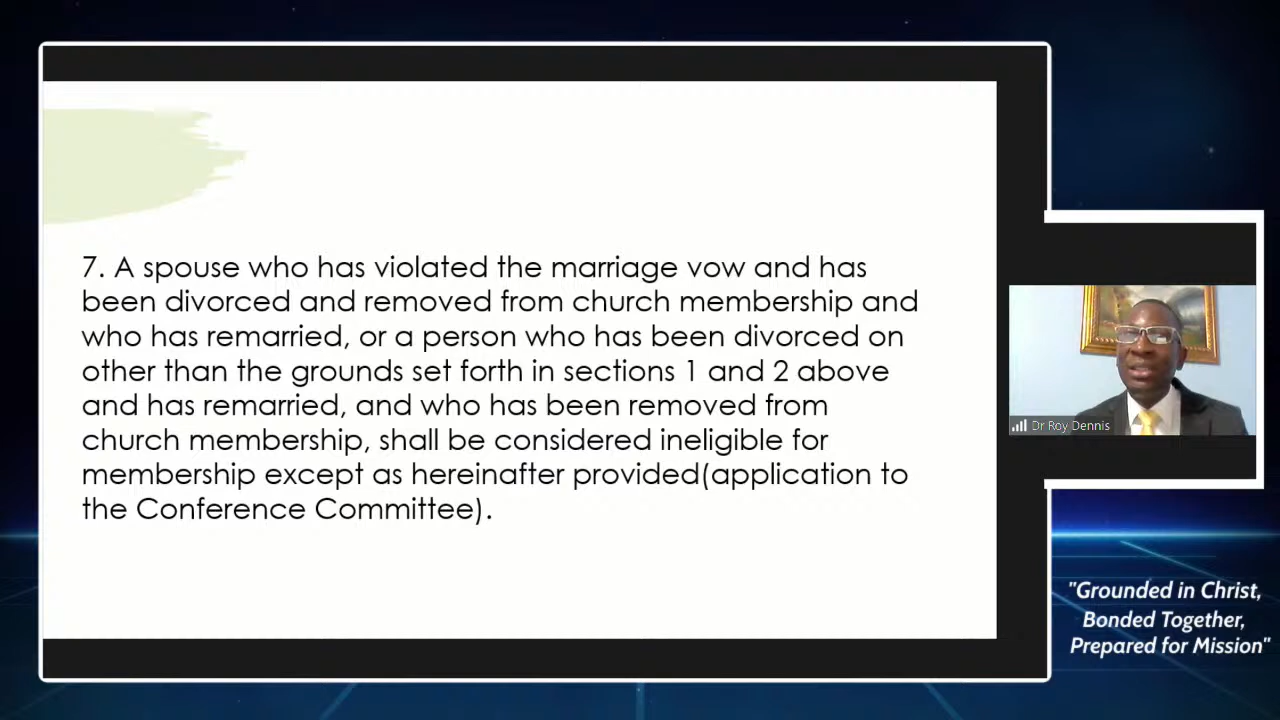 7. A spouse who has violated the marriage vow and has
been divorced and removed from church membership and
who has remarried, or a person who has been divorced on
other than the grounds set forth in sections 1 and 2 above
and has remarried, and who has been removed from
church membership, shall be considered ineligible for
membership except as hereinafter provided(application to
the Conference Committee).
Dr Roy Dennis
"Grounded in Christ,
Bonded Together,
Prepared for Mission"